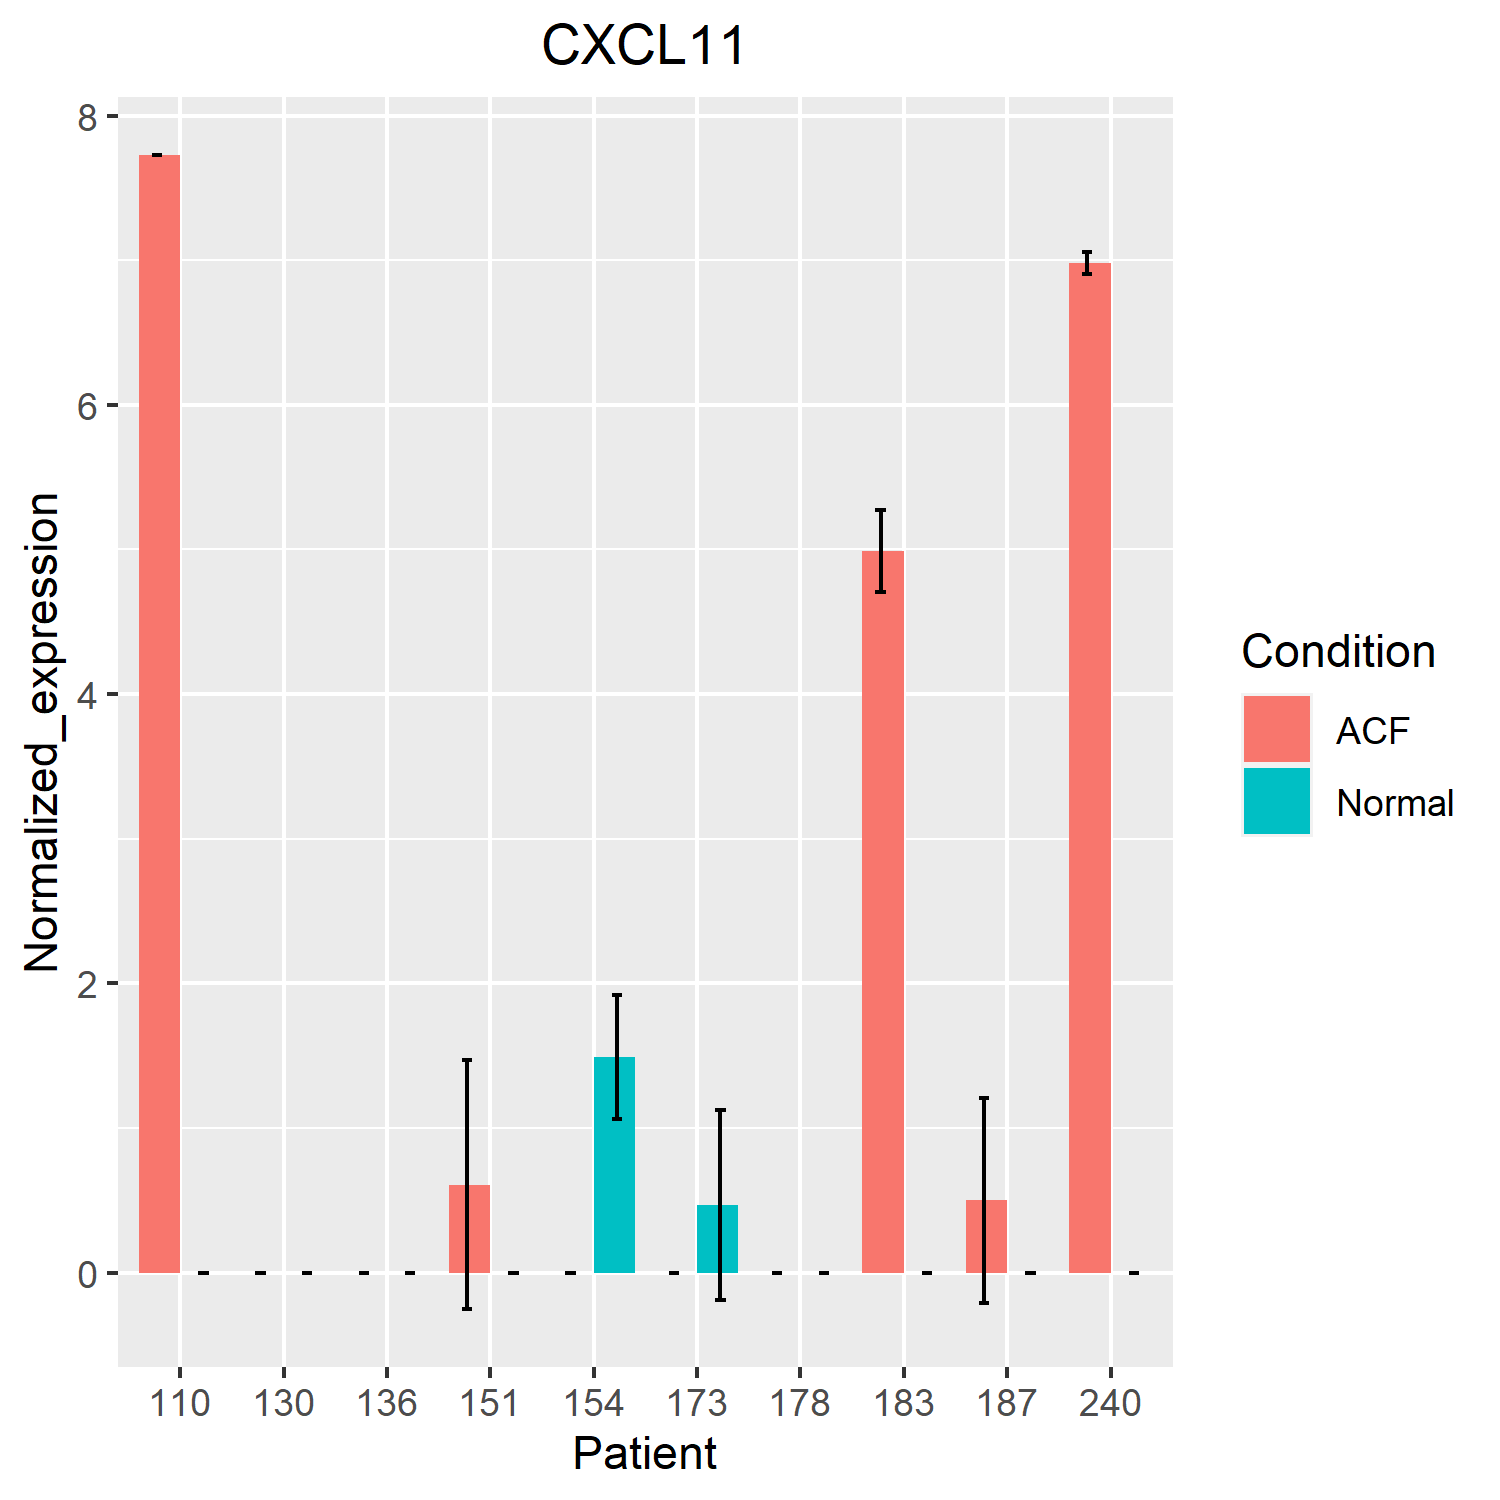 CXCL11
Normalized_expression
8
6
4
2
0
110 130 136 151 154 173 178 183 187 240
Patient
Condition
ACF
Normal